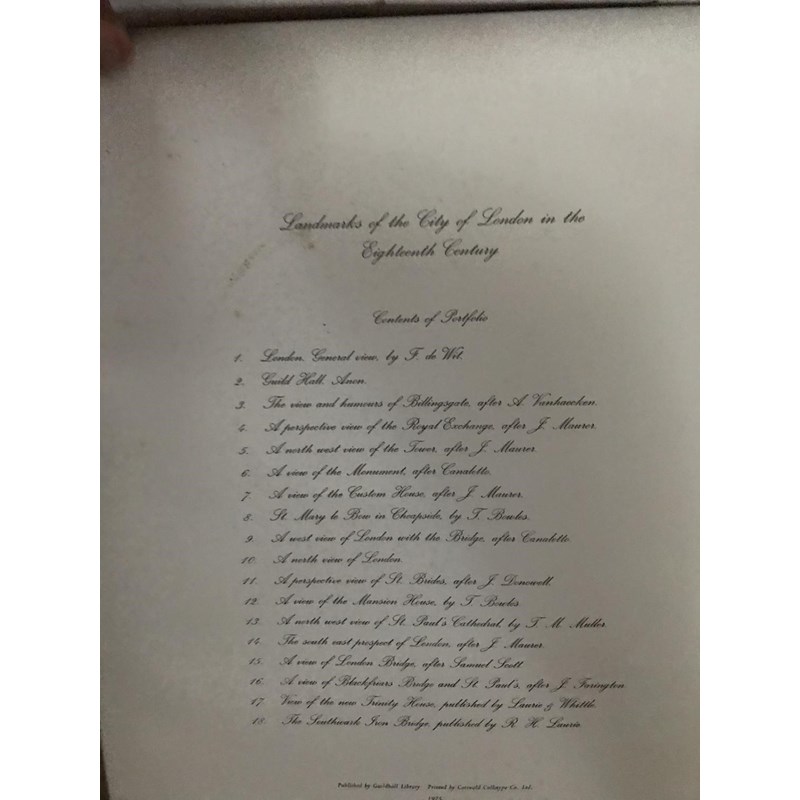 Landmarks of the City of London in the
Eighteenth Century
Contents of Portfolio
1. London. General view, by F. de Wit.
2. Guild Hall. Anon.
3. The view and humours of Billingsgate, after A. Vanhaecken.
4. A perspective view of the Royal Exchange, after J. Maurer.
5. A north west view of the Tower, after J. Maurer.
6. A view of the Monument, after Canaletto.
7. A view of the Custom House, after J. Maurer.
8. St. Mary le Bow in Cheapside, by T. Bowles.
9. A west view of London with the Bridge, after Canaletto.
10. A north view of London.
11. A perspective view of St. Brides, after J. Donowell.
12. A view of the Mansion House, by T. Bowles.
13. A north west view of St. Paul's Cathedral, by T. M. Muller.
14. The south east prospect of London, after J. Maurer.
15. A view of London Bridge, after Samuel Scott.
16. A view of Blackfriars Bridge and St. Paul's, after J. Farington.
17. View of the new Trinity House, published by Laurie & Whittle.
18. The Southwark Iron Bridge, published by R. H. Laurie.
Published by Guildhall Library Printed by Cotswold Collotype Co. Ltd.